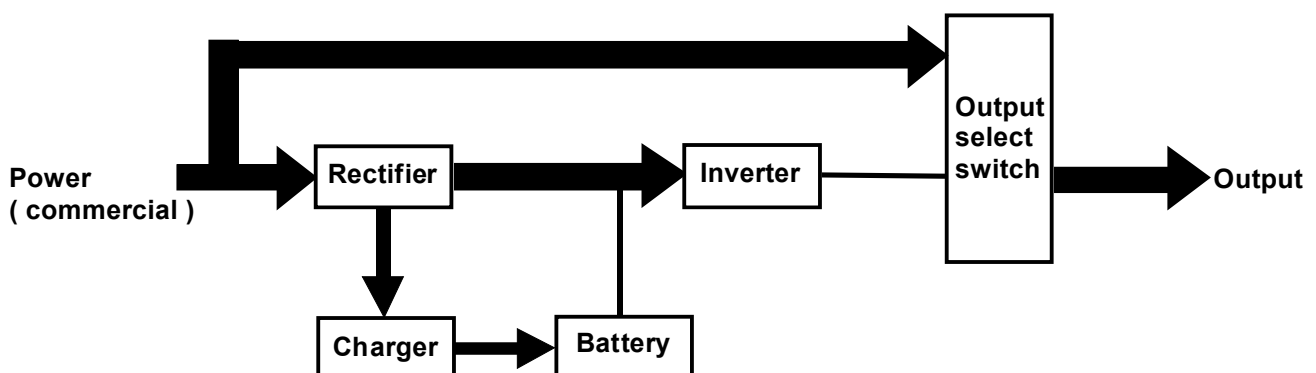 Power
( commercial )
Rectifier
Charger
Battery
Inverter
Output
select
switch
Output